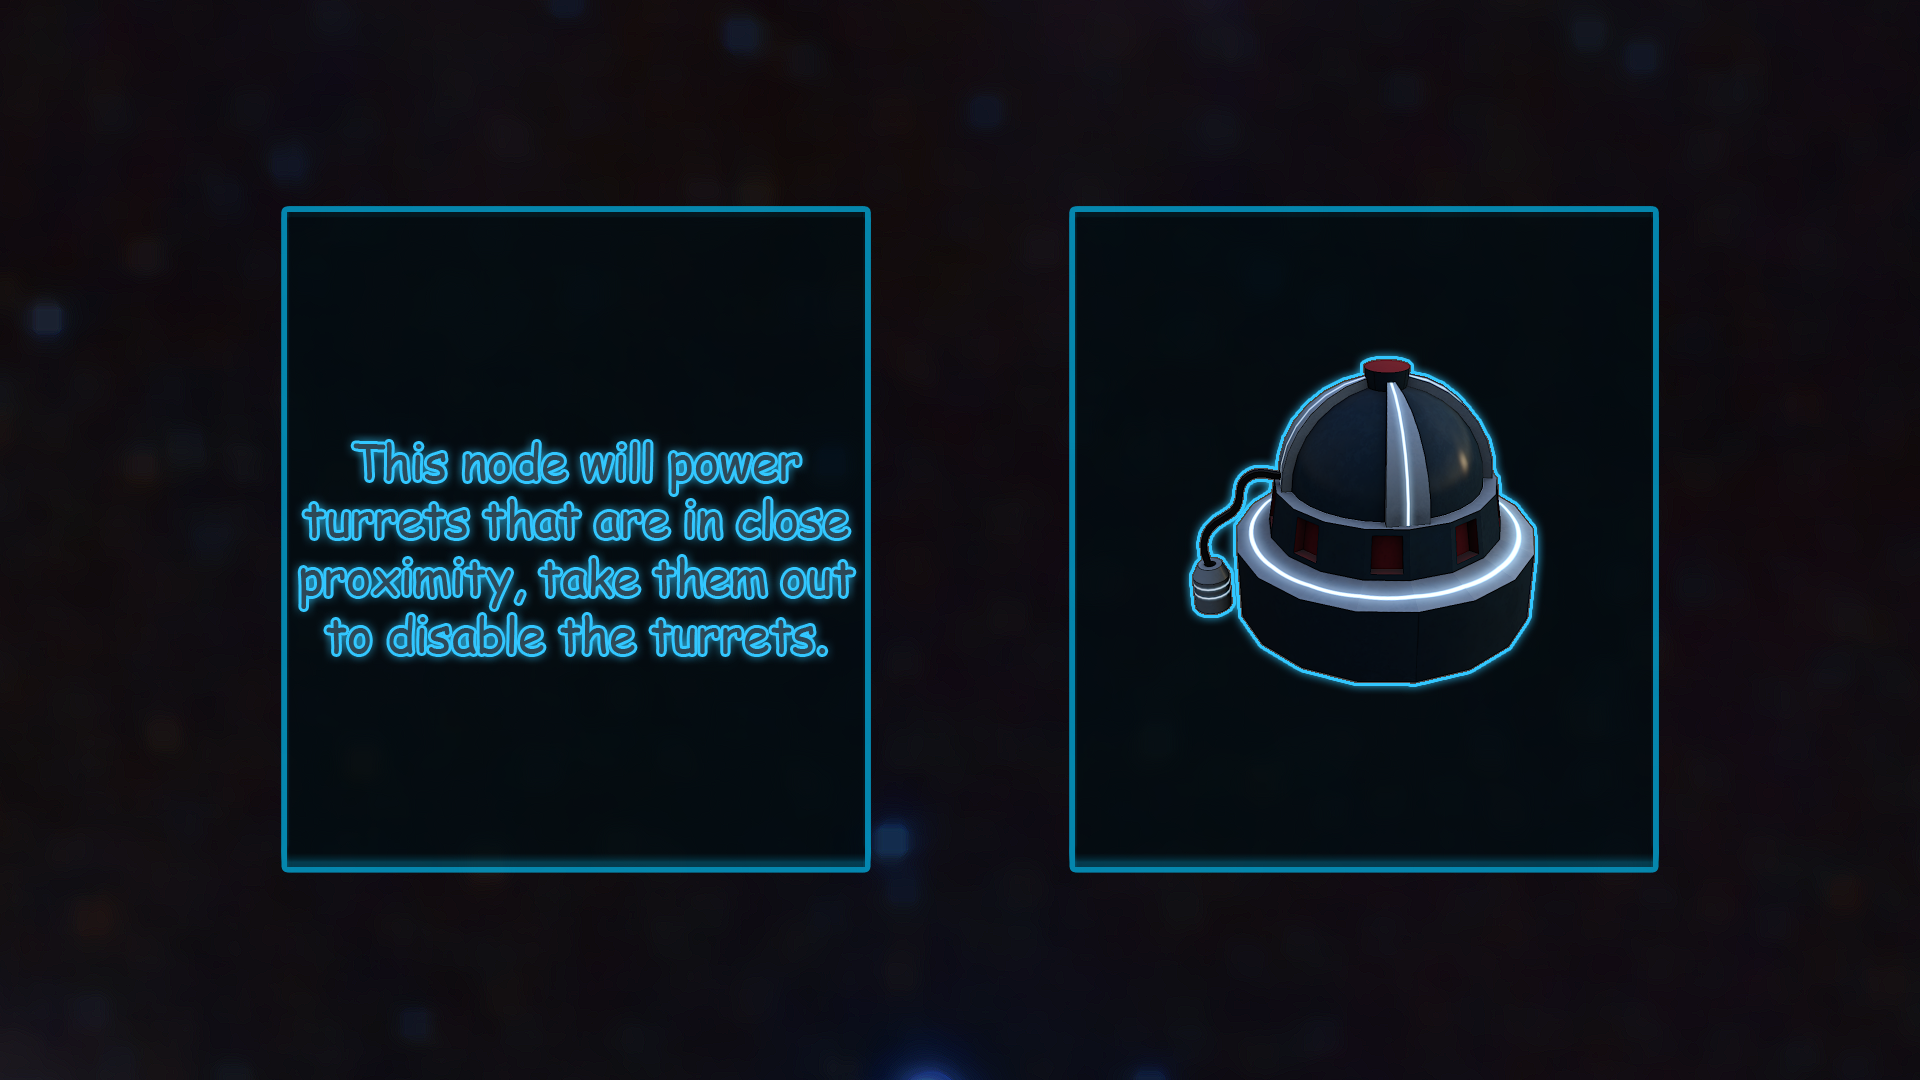 This node will power
turrets that are in close
proximity, take them out
to disable the turrets.